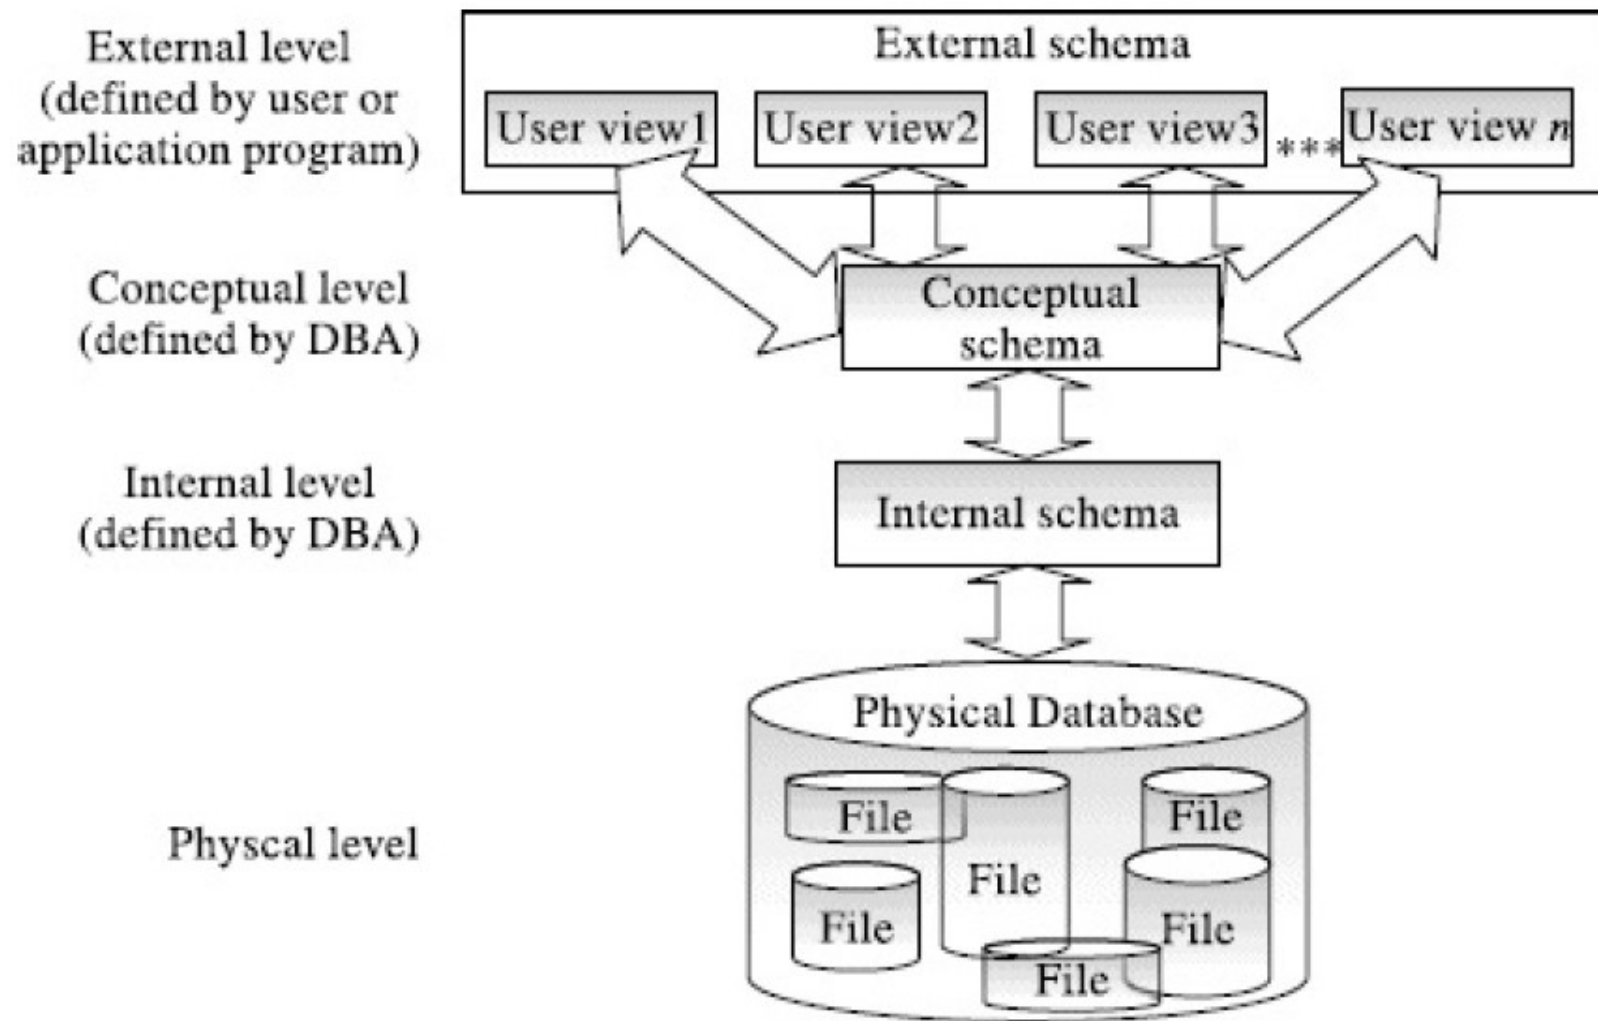 External level
(defined by user or
application program)
External schema
User view1
User view2
User view3
***
User view n
Conceptual level
(defined by DBA)
Conceptual
schema
Internal level
(defined by DBA)
Internal schema
Physcal level
Physical Database
File
File
File
File
File
File